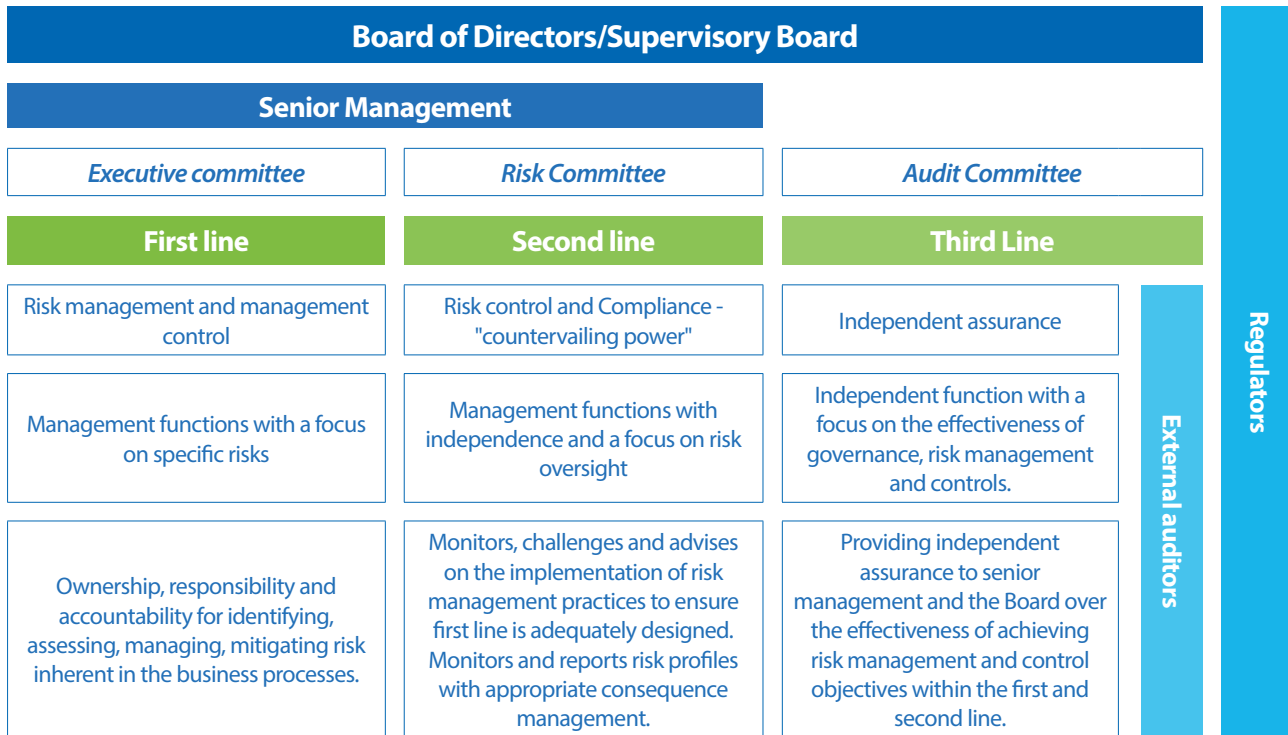 Board of Directors/Supervisory Board
Senior Management
Executive committee
Risk Committee
Audit Committee
First line
Second line
Third Line
Risk management and management
control
Risk control and Compliance -
"countervailing power"
Independent assurance
Management functions with a focus
on specific risks
Management functions with
independence and a focus on risk
oversight
Independent function with a
focus on the effectiveness of
governance, risk management
and controls.
Ownership, responsibility and
accountability for identifying,
assessing, managing, mitigating risk
inherent in the business processes.
Monitors, challenges and advises
on the implementation of risk
management practices to ensure
first line is adequately designed.
Monitors and reports risk profiles
with appropriate consequence
management.
Providing independent
assurance to senior
management and the Board over
the effectiveness of achieving
risk management and control
objectives within the first and
second line.
External auditors
Regulators